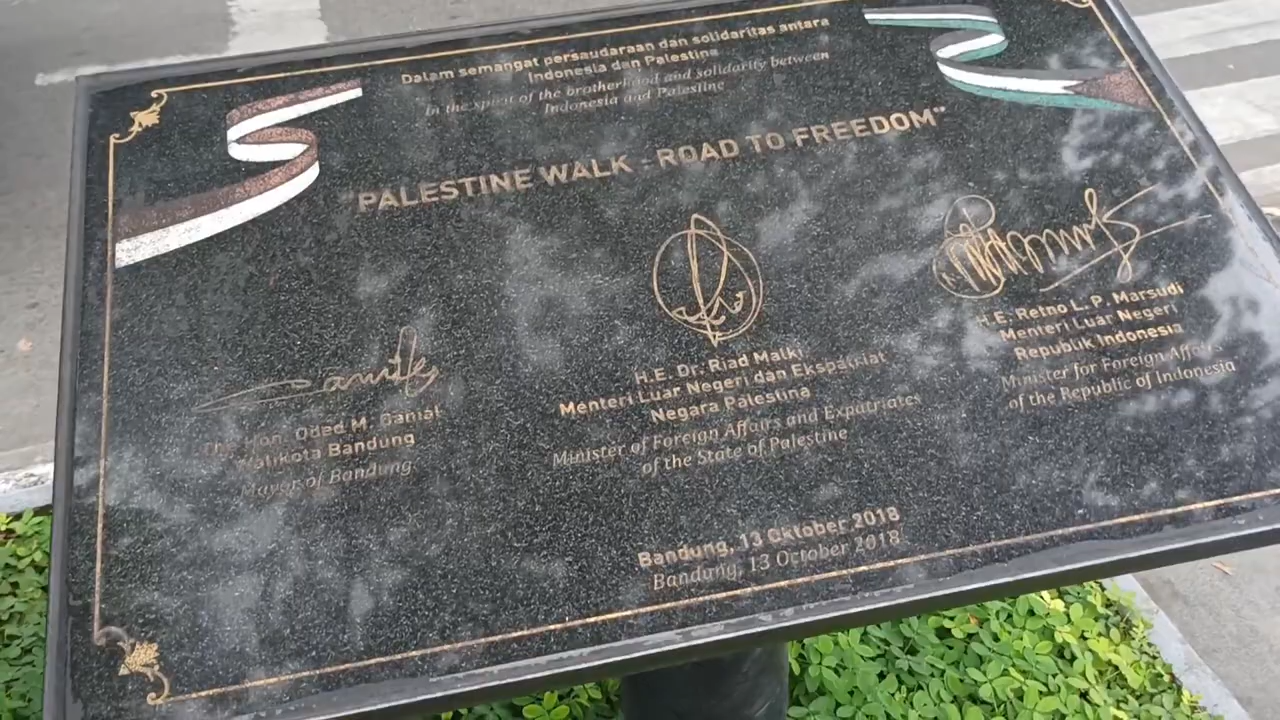 Dalam semangat persaudaraan dan solidaritas antara
Indonesia dan Palestina
In the spirit of the brotherhood and solidarity between
Indonesia and Palestine
"PALESTINE WALK - ROAD TO FREEDOM"
The Hon. Oded M. Danial
Walikota Bandung
Mayor of Bandung
H.E. Dr. Riad Malki
Menteri Luar Negeri dan Ekspatriat
Negara Palestina
Minister of Foreign Affairs and Expatriates
of the State of Palestine
H.E. Retno L. P. Marsudi
Menteri Luar Negeri
Republik Indonesia
Minister for Foreign Affairs
of the Republic of Indonesia
Bandung, 13 Oktober 2018
Bandung, 13 October 2018